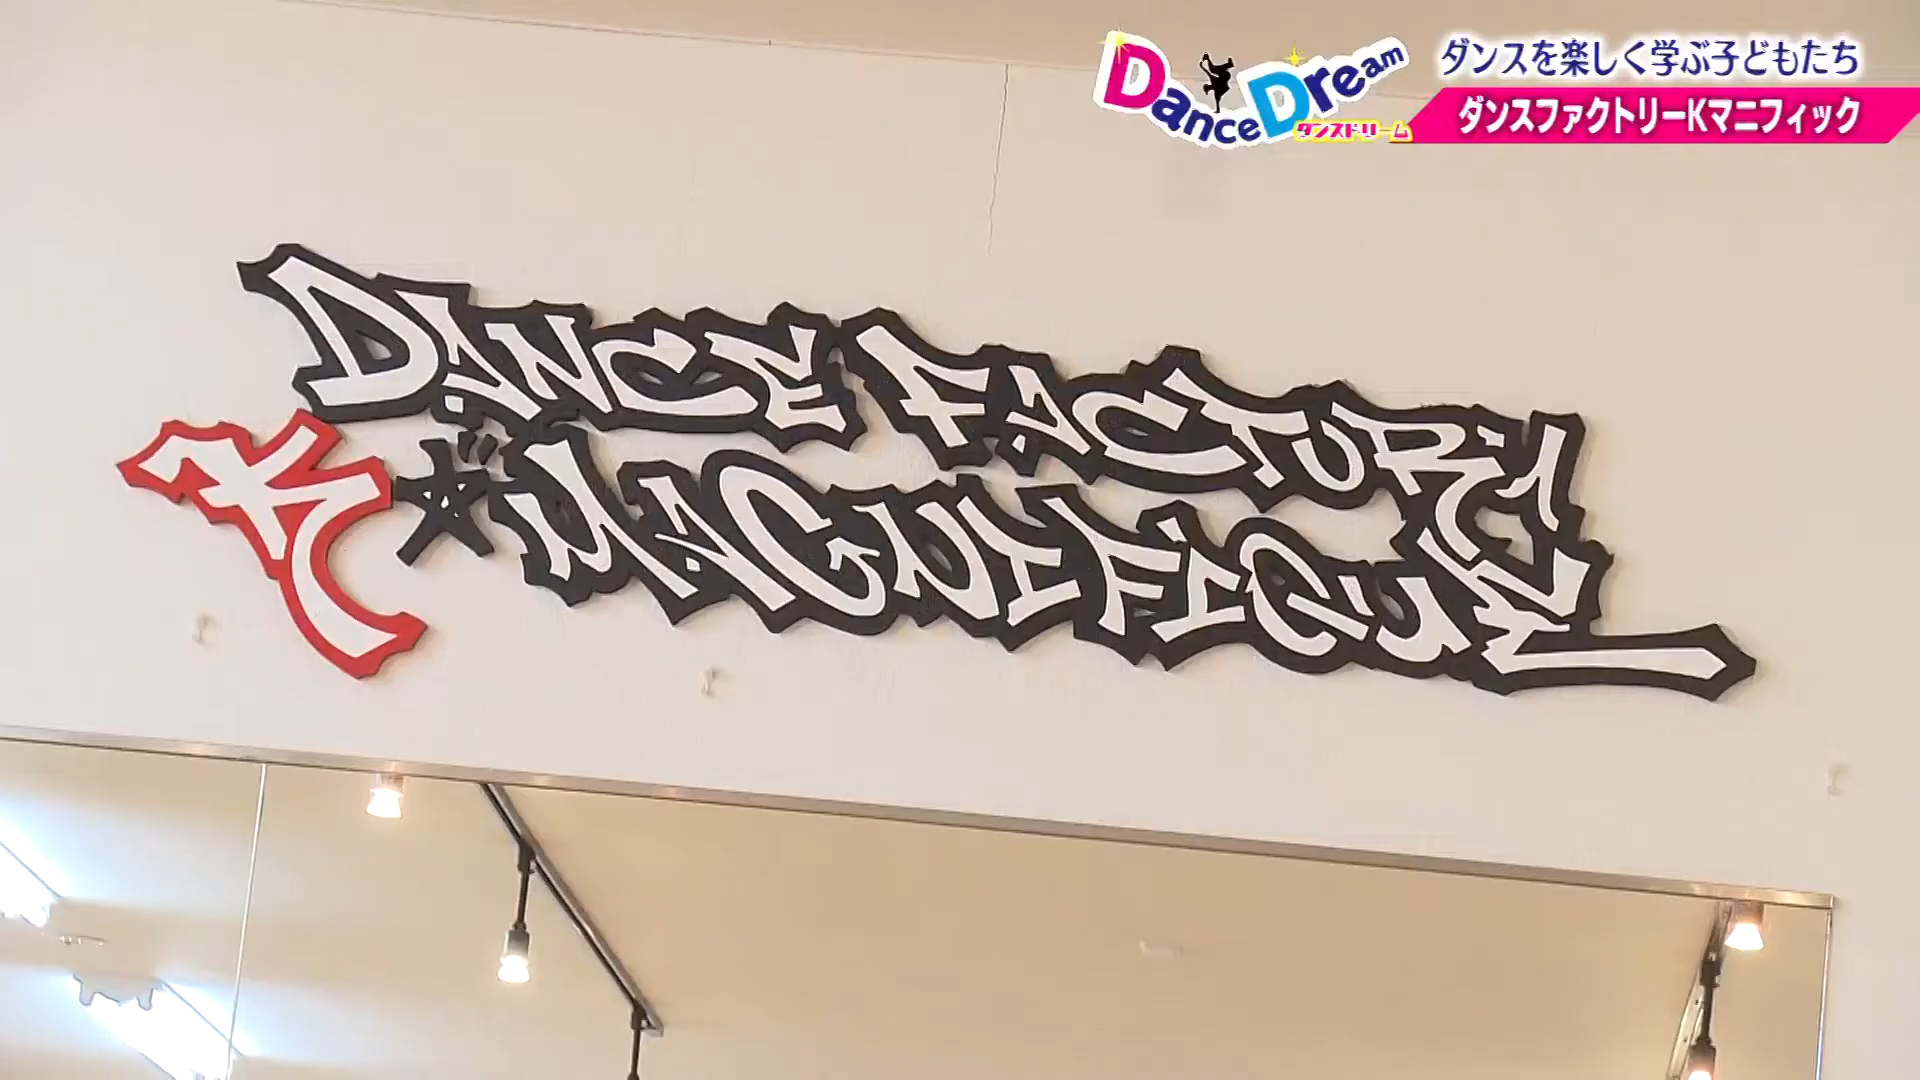 Dance Dream
ダンスドリーム
ダンスを楽しく学ぶ子どもたち
ダンスファクトリーKマニフィック
DANCE FACTORY
K★MAGNIFIQUE